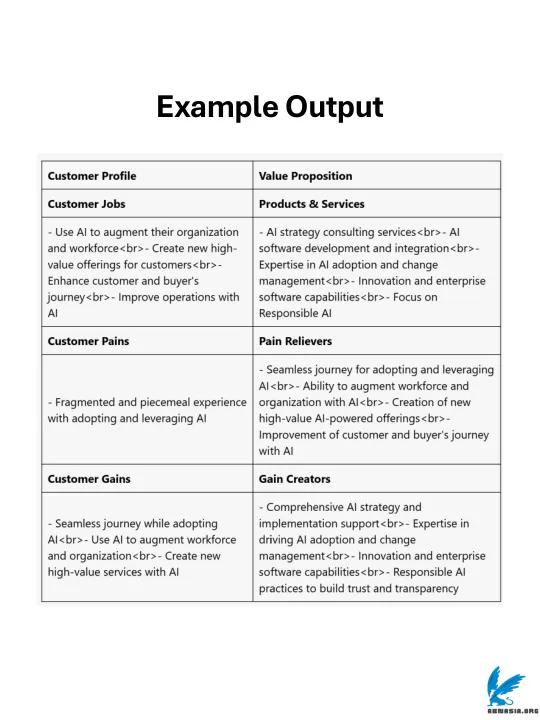 Example Output
Customer Profile
Value Proposition
Customer Jobs
Products & Services
- Use AI to augment their organization
and workforce<br>- Create new high-
value offerings for customers<br>-
Enhance customer and buyer's
journey<br>- Improve operations with
AI
- AI strategy consulting services<br>- AI
software development and integration<br>-
Expertise in AI adoption and change
management<br>- Innovation and enterprise
software capabilities<br>- Focus on
Responsible AI
Customer Pains
Pain Relievers
- Fragmented and piecemeal experience
with adopting and leveraging AI
- Seamless journey for adopting and leveraging
AI<br>- Ability to augment workforce and
organization with AI<br>- Creation of new
high-value AI-powered offerings<br>-
Improvement of customer and buyer's journey
with AI
Customer Gains
Gain Creators
- Seamless journey while adopting
AI<br>- Use AI to augment workforce
and organization<br>- Create new
high-value services with AI
- Comprehensive AI strategy and
implementation support<br>- Expertise in
driving AI adoption and change
management<br>- Innovation and enterprise
software capabilities<br>- Responsible AI
practices to build trust and transparency
ABMASIA.ORG